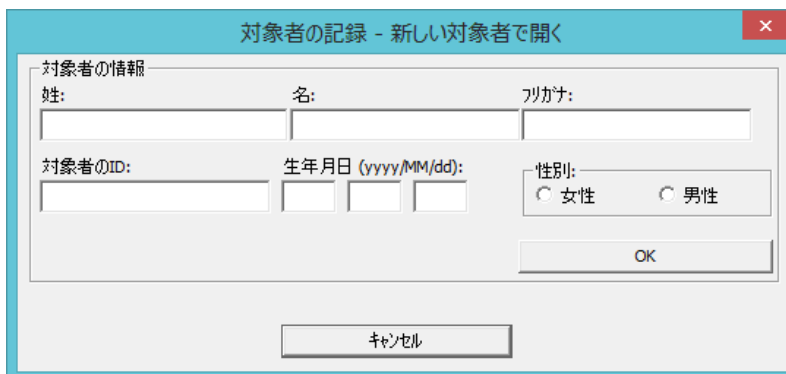 対象者の記録 - 新しい対象者で開く
対象者の情報
姓: 名: ﾌﾘｶﾞﾅ:
対象者のID: 生年月日 (yyyy/MM/dd): 性別:
女性 男性
OK
ｷｬﾝｾﾙ